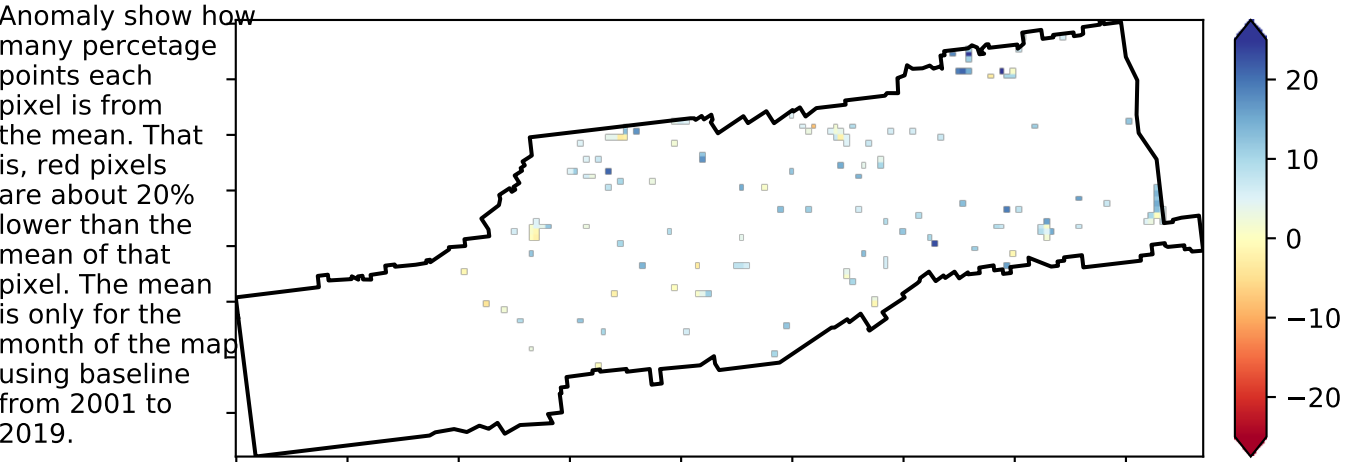 Anomaly show how
many percetage
points each
pixel is from
the mean. That
is, red pixels
are about 20%
lower than the
mean of that
pixel. The mean
is only for the
month of the map
using baseline
from 2001 to
2019.
20
10
0
−10
−20